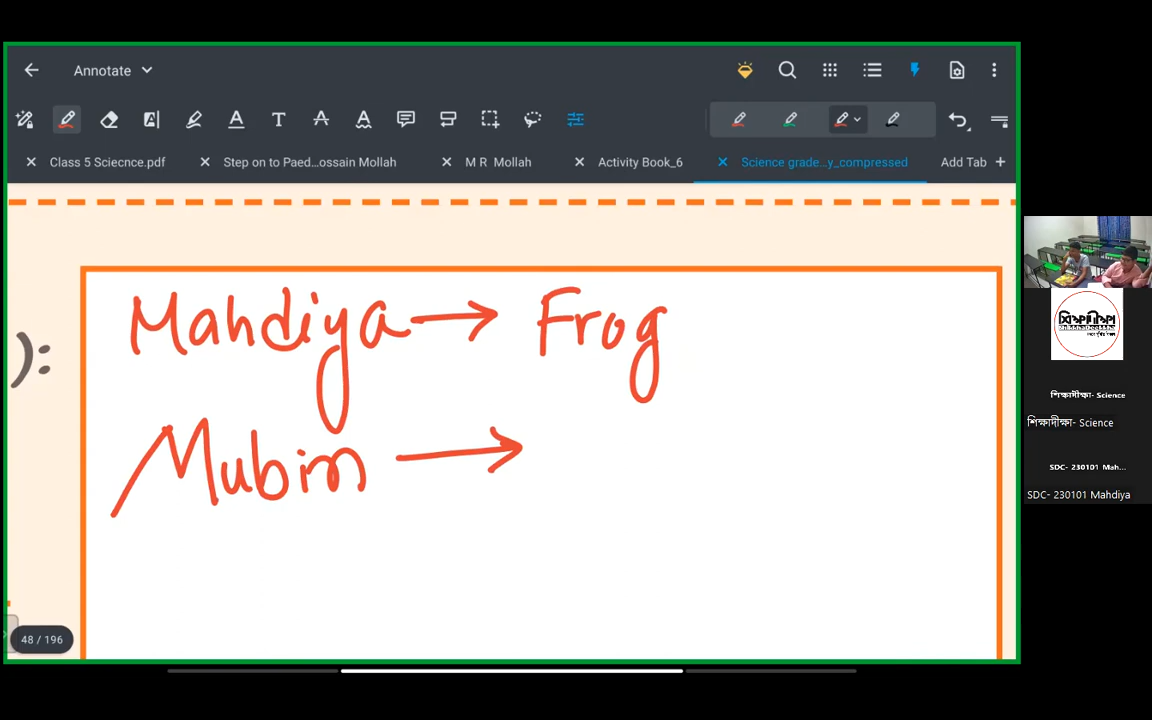 Annotate
Class 5 Sciecnce.pdf
Step on to Paed...ossain Mollah
M R Mollah
Activity Book_6
Science grade...y_compressed
Add Tab +
Mahdiya → Frog
):
Mubin →
48 / 196
শিক্ষাদীক্ষা
শিক্ষাদীক্ষা- Science
শিক্ষাদীক্ষা- Science
SDC- 230101 Mah...
SDC- 230101 Mahdiya